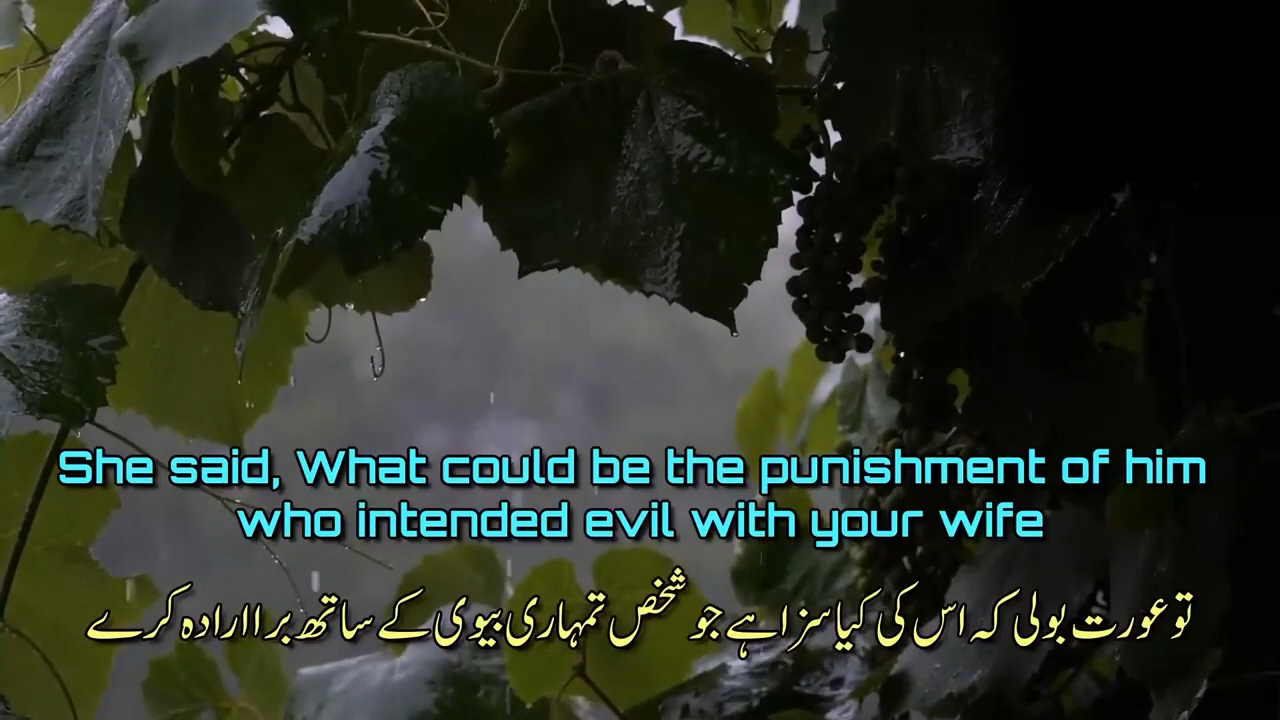 She said, What could be the punishment of him
who intended evil with your wife
تو عورت بولی کہ اس کی کیا سزا ہے جو شخص تمہاری بیوی کے ساتھ برا ارادہ کرے